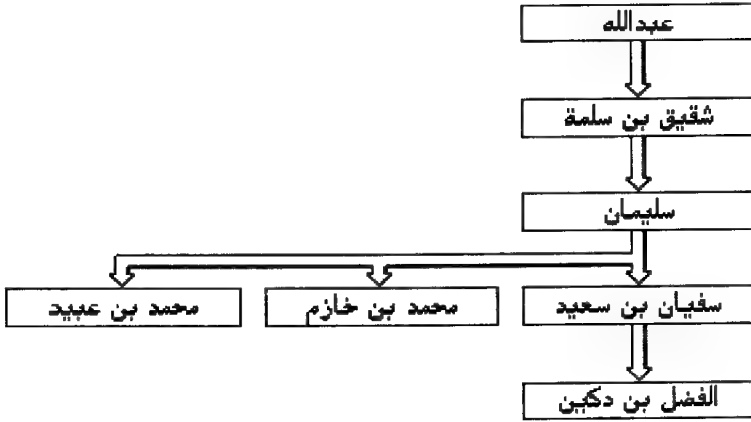 عبدالله
شقيق بن سلمة
سليمان
سفيان بن سعيد
محمد بن خازم
محمد بن عبيد
الفضل بن دكين